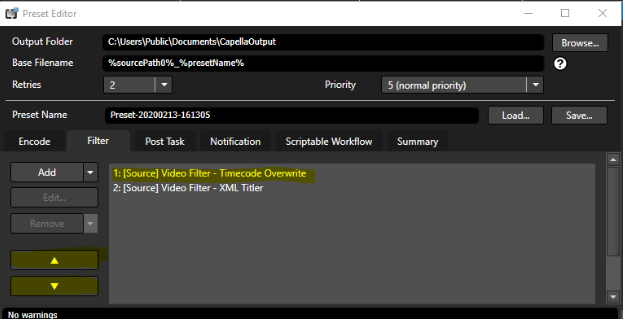 Preset Editor
Output Folder C:\Users\Public\Documents\CapellaOutput Browse...
Base Filename %sourcePath0%_%presetName% ?
Retries 2 Priority 5 (normal priority)
Preset Name Preset-20200213-161305 Load... Save...
Encode Filter Post Task Notification Scriptable Workflow Summary
Add
1: [Source] Video Filter - Timecode Overwrite
2: [Source] Video Filter - XML Titler
Edit...
Remove
No warnings